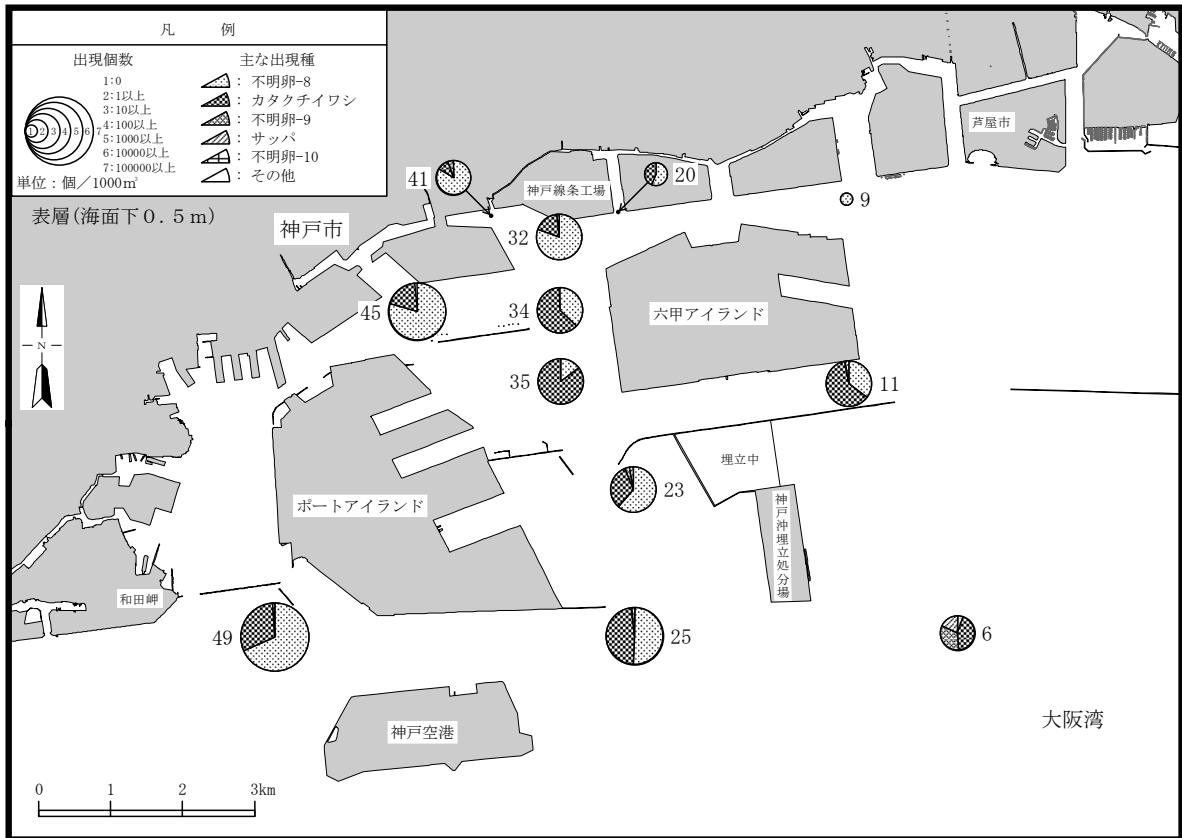 凡 例
出現個数
1:0
2:1以上
3:10以上
4:100以上
5:1000以上
6:10000以上
7:100000以上
1 2 3 4 5 6 7
単位:個/1000㎥
主な出現種
: 不明卵-8
: カタクチイワシ
: 不明卵-9
: サッパ
: 不明卵-10
: その他
表層(海面下0.5m)
芦屋市
41
神戸線条工場
20
9
神戸市
32
45
34
六甲アイランド
N
35
11
埋立中
23
ポートアイランド
神戸沖埋立処分場
和田岬
49
25
6
大阪湾
神戸空港
0 1 2 3km